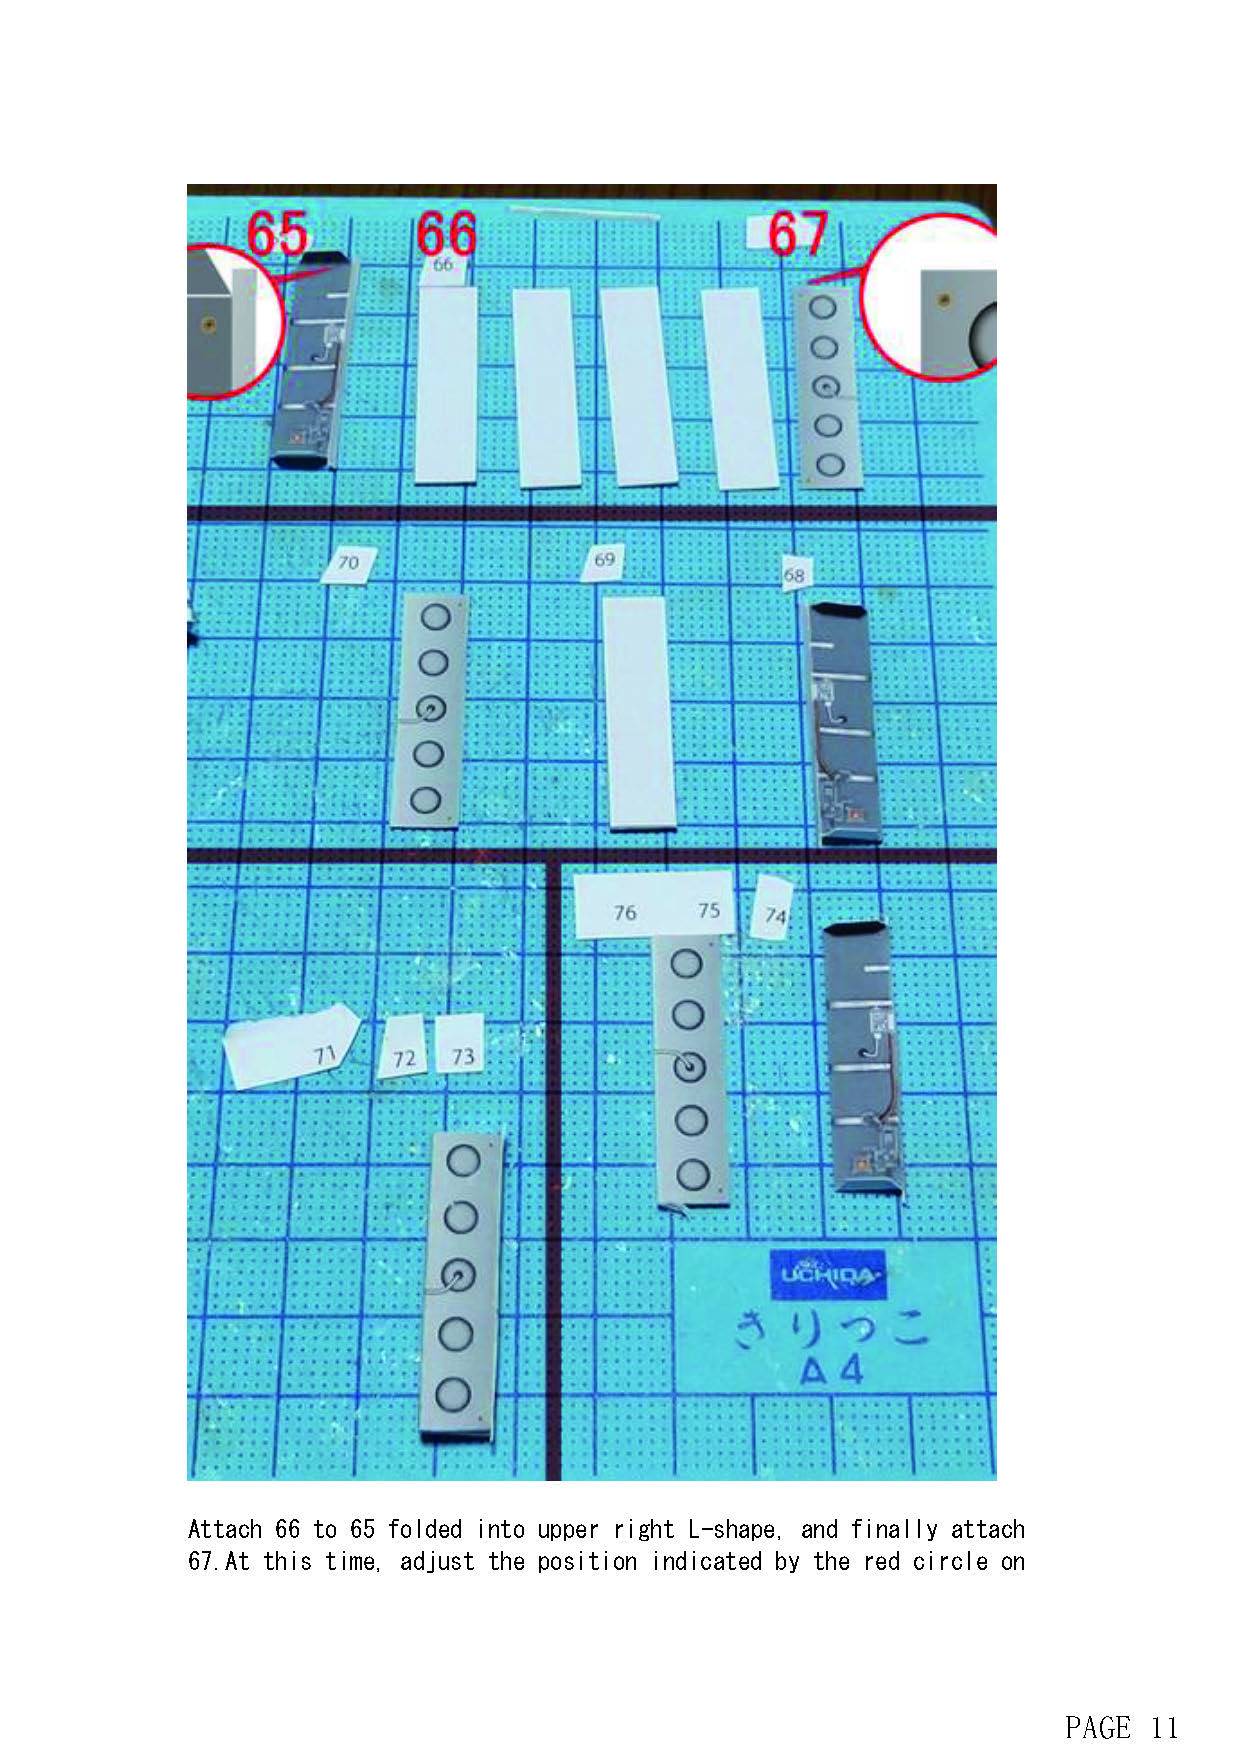 65 66 67
66
70 69 68
76 75 74
71 72 73
UCHIDA
きりっこ
A4
Attach 66 to 65 folded into upper right L-shape, and finally attach
67.At this time, adjust the position indicated by the red circle on
PAGE 11